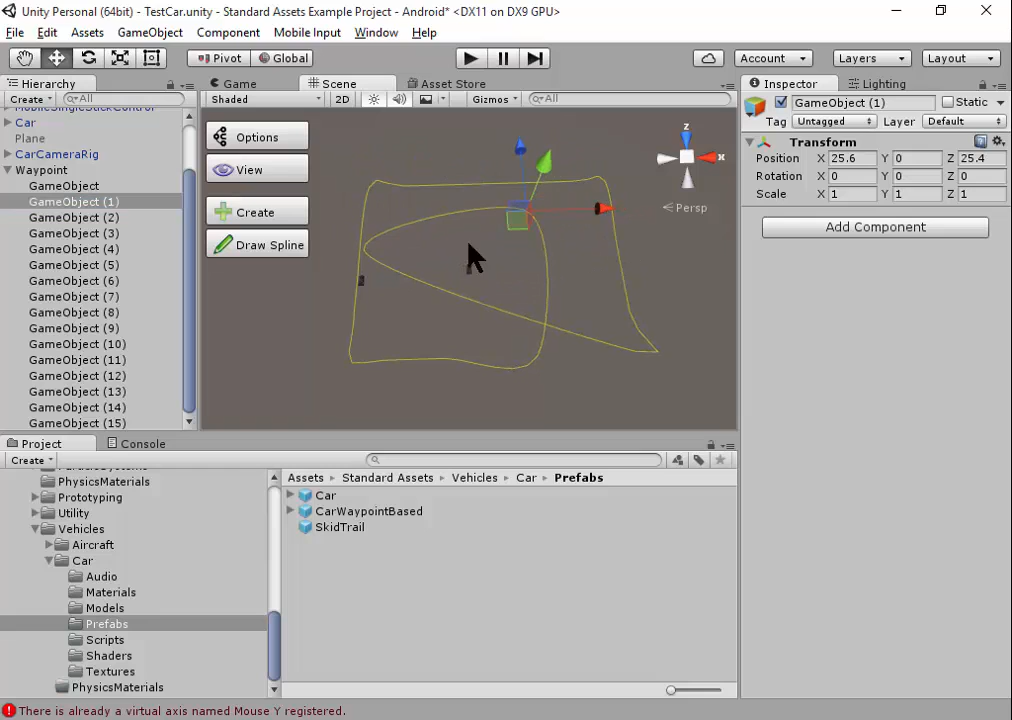 Unity Personal (64bit) - TestCar.unity - Standard Assets Example Project - Android* <DX11 on DX9 GPU>
File Edit Assets GameObject Component Mobile Input Window Help
Pivot Global Account Layers Layout
Hierarchy Game Scene Asset Store Inspector Lighting
Create All Shaded 2D Gizmos All
GameObject (1) Static
Tag Untagged Layer Default
MobileSingleStickControl
Car
Plane
CarCameraRig
Waypoint
GameObject
GameObject (1)
GameObject (2)
GameObject (3)
GameObject (4)
GameObject (5)
GameObject (6)
GameObject (7)
GameObject (8)
GameObject (9)
GameObject (10)
GameObject (11)
GameObject (12)
GameObject (13)
GameObject (14)
GameObject (15)
Options
View
Create
Draw Spline
z
x
Persp
Transform
Position X 25.6 Y 0 Z 25.4
Rotation X 0 Y 0 Z 0
Scale X 1 Y 1 Z 1
Add Component
Project Console
Create
ParticleSystems
PhysicsMaterials
Prototyping
Utility
Vehicles
Aircraft
Car
Audio
Materials
Models
Prefabs
Scripts
Shaders
Textures
PhysicsMaterials
Assets Standard Assets Vehicles Car Prefabs
Car
CarWaypointBased
SkidTrail
There is already a virtual axis named Mouse Y registered.